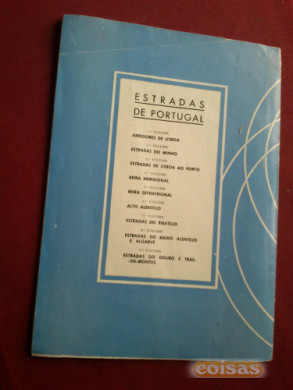 ESTRADAS
DE PORTUGAL
ARREDORES DE LISBOA
ESTRADAS DO MINHO
ESTRADAS DE LISBOA AO PORTO
BEIRA MERIDIONAL
BEIRA SETENTRIONAL
ALTO ALENTEJO
ESTRADAS DO RIBATEJO
ESTRADAS DO BAIXO ALENTEJO
E ALGARVE
ESTRADAS DO DOURO E TRAS-
-OS-MONTES
coisas